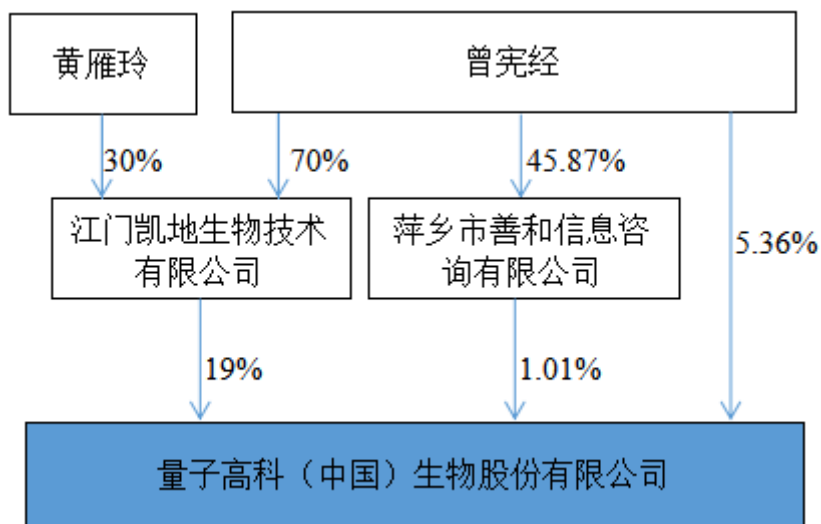 黄雁玲
曾宪经
30%
70%
45.87%
5.36%
江门凯地生物技术
有限公司
萍乡市善和信息咨
询有限公司
19%
1.01%
量子高科（中国）生物股份有限公司